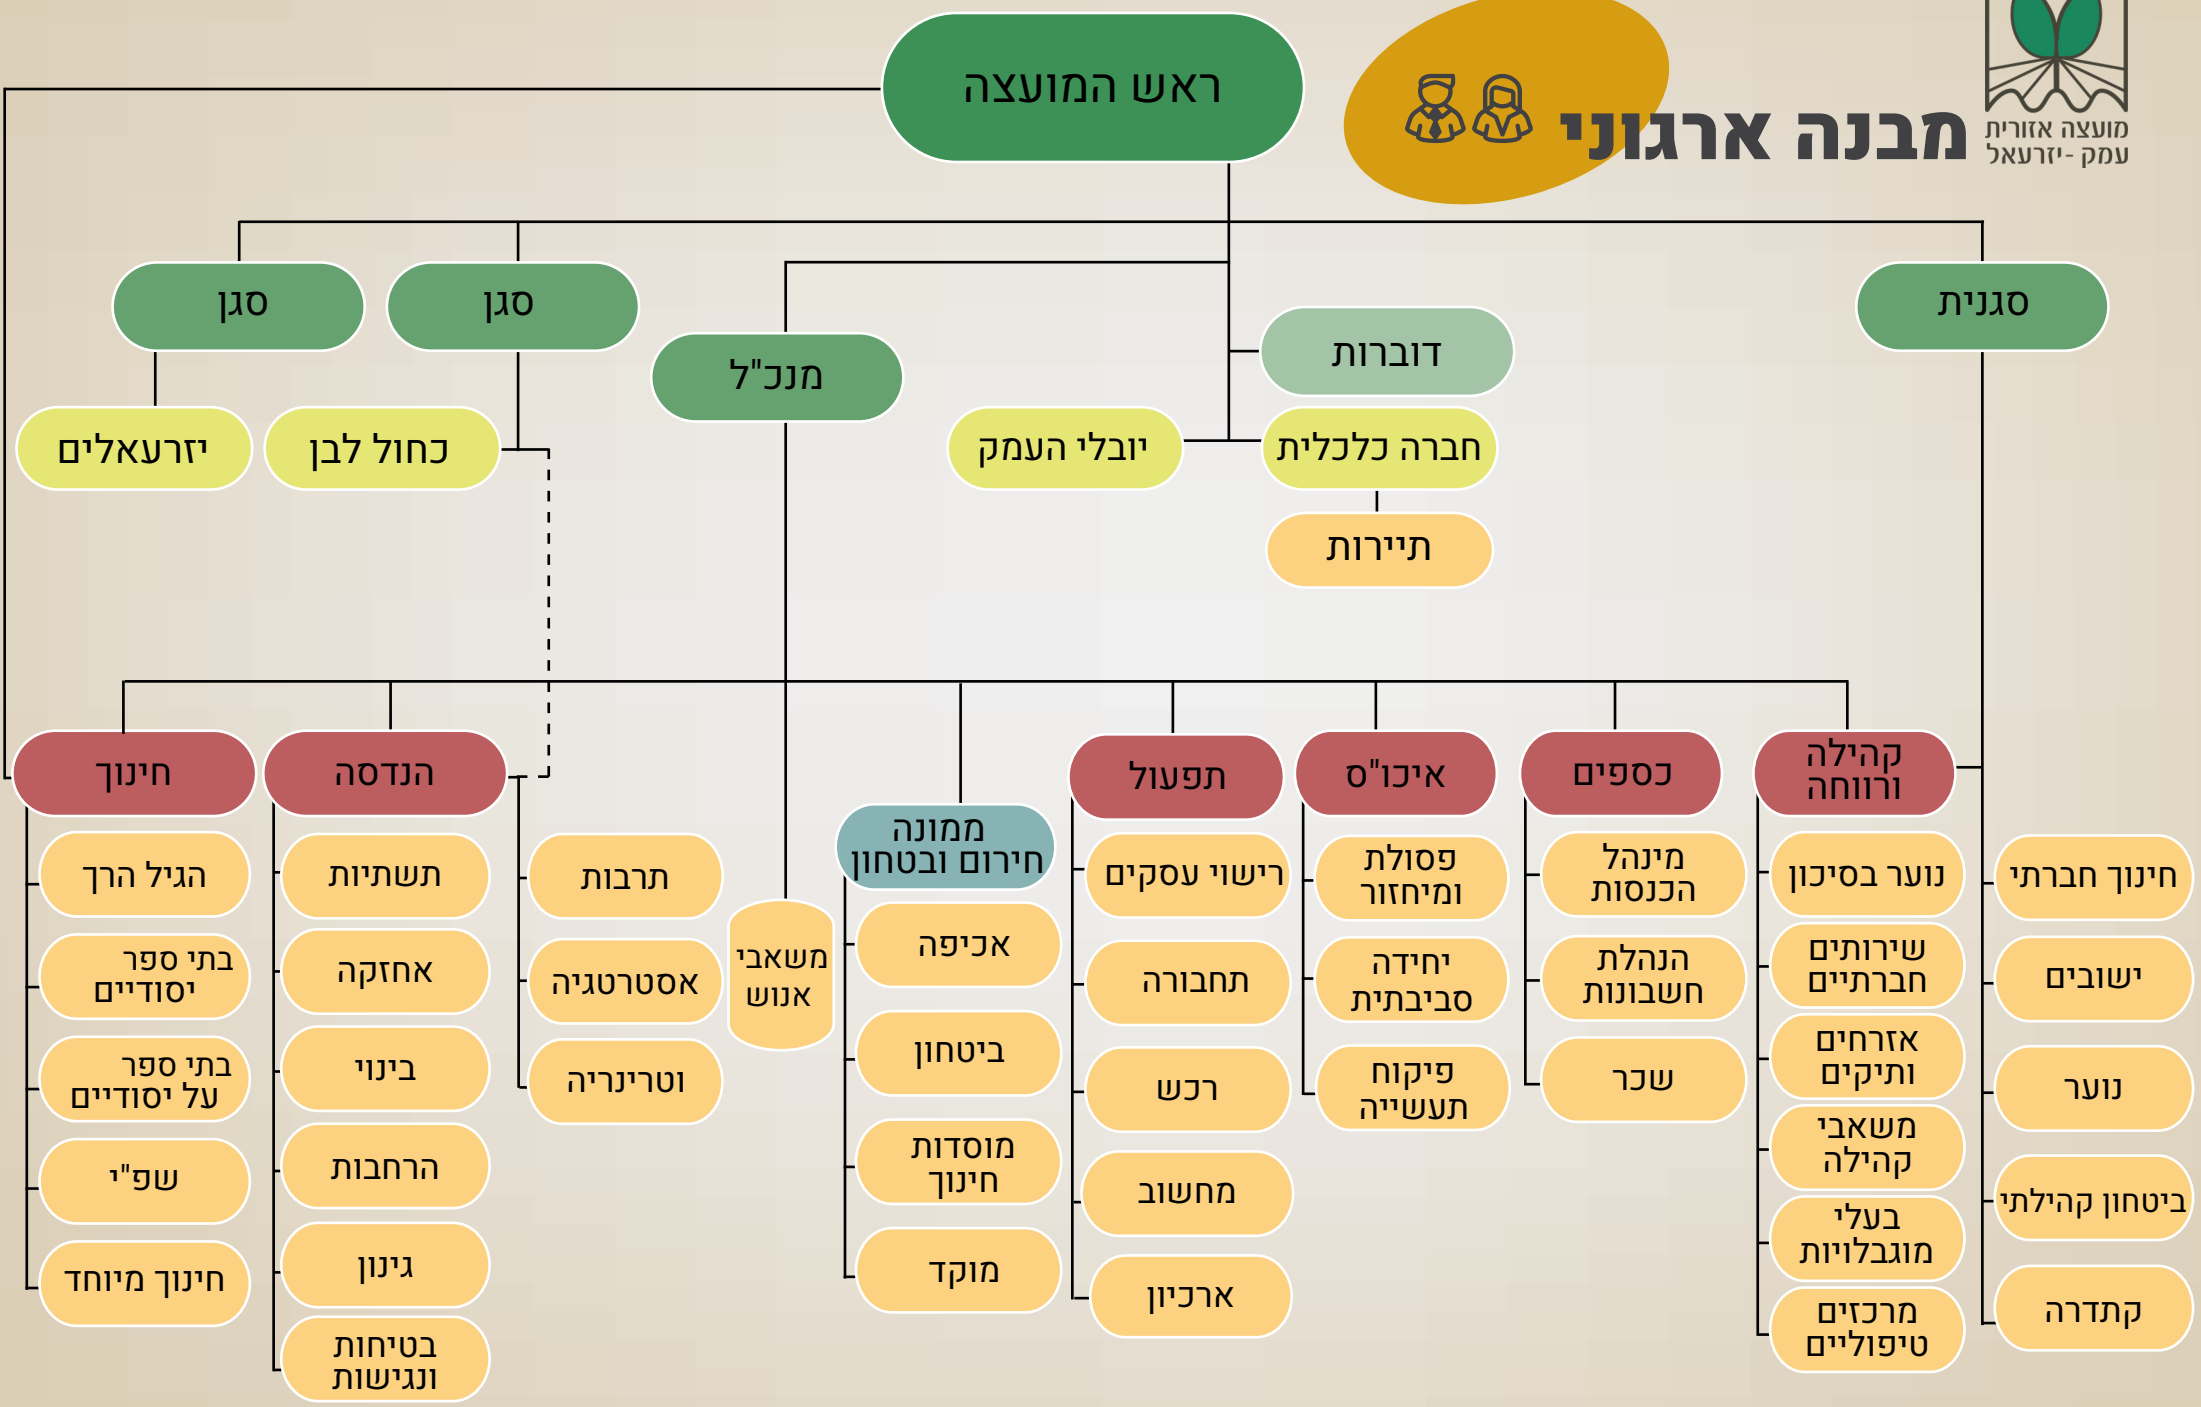 מועצה אזורית
עמק -יזרעאל
מבנה ארגוני
ראש המועצה
סגנית
סגן
סגן
דוברות
מנכ"ל
חברה כלכלית
יובלי העמק
כחול לבן
יזרעאלים
תיירות
קהילה
ורווחה
כספים
איכו"ס
תפעול
ממונה
חירום ובטחון
הנדסה
חינוך
חינוך חברתי
ישובים
נוער
ביטחון קהילתי
קתדרה
נוער בסיכון
שירותים
חברתיים
אזרחים
ותיקים
משאבי
קהילה
בעלי
מוגבלויות
מרכזים
טיפוליים
מינהל
הכנסות
הנהלת
חשבונות
שכר
פסולת
ומיחזור
יחידה
סביבתית
פיקוח
תעשייה
רישוי עסקים
תחבורה
רכש
מחשוב
ארכיון
אכיפה
ביטחון
מוסדות
חינוך
מוקד
משאבי
אנוש
תרבות
אסטרטגיה
וטרינריה
תשתיות
אחזקה
בינוי
הרחבות
גינון
בטיחות
ונגישות
הגיל הרך
בתי ספר
יסודיים
בתי ספר
על יסודיים
שפ"י
חינוך מיוחד